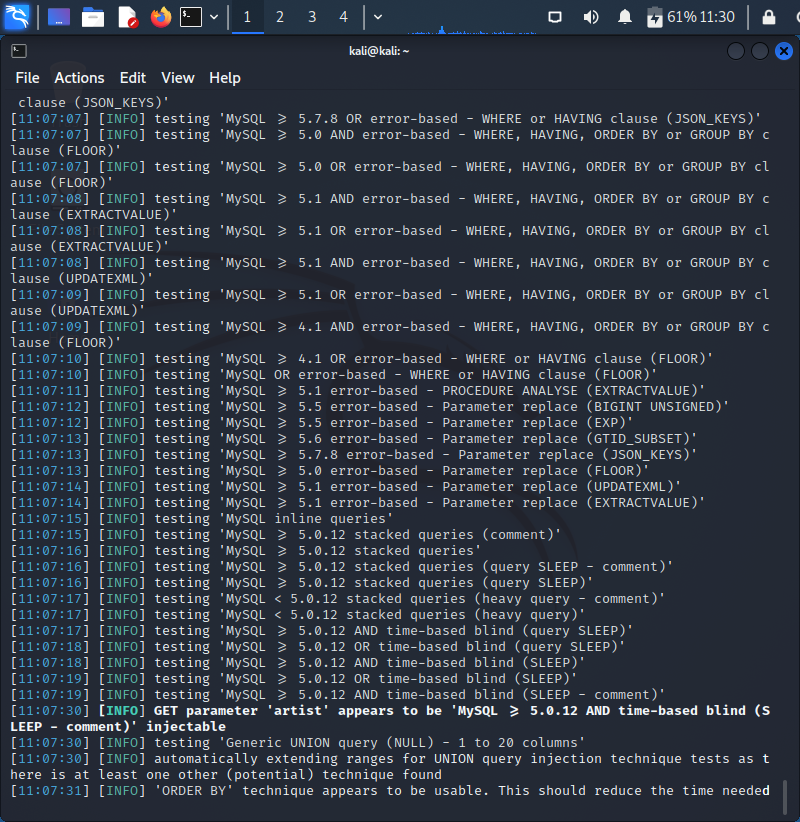 1 2 3 4 61% 11:30
kali@kali: ~
File Actions Edit View Help
clause (JSON_KEYS)'
[11:07:07] [INFO] testing 'MySQL ≥ 5.7.8 OR error-based - WHERE or HAVING clause (JSON_KEYS)'
[11:07:07] [INFO] testing 'MySQL ≥ 5.0 AND error-based - WHERE, HAVING, ORDER BY or GROUP BY c
lause (FLOOR)'
[11:07:07] [INFO] testing 'MySQL ≥ 5.0 OR error-based - WHERE, HAVING, ORDER BY or GROUP BY cl
ause (FLOOR)'
[11:07:08] [INFO] testing 'MySQL ≥ 5.1 AND error-based - WHERE, HAVING, ORDER BY or GROUP BY c
lause (EXTRACTVALUE)'
[11:07:08] [INFO] testing 'MySQL ≥ 5.1 OR error-based - WHERE, HAVING, ORDER BY or GROUP BY cl
ause (EXTRACTVALUE)'
[11:07:08] [INFO] testing 'MySQL ≥ 5.1 AND error-based - WHERE, HAVING, ORDER BY or GROUP BY c
lause (UPDATEXML)'
[11:07:09] [INFO] testing 'MySQL ≥ 5.1 OR error-based - WHERE, HAVING, ORDER BY or GROUP BY cl
ause (UPDATEXML)'
[11:07:09] [INFO] testing 'MySQL ≥ 4.1 AND error-based - WHERE, HAVING, ORDER BY or GROUP BY c
lause (FLOOR)'
[11:07:10] [INFO] testing 'MySQL ≥ 4.1 OR error-based - WHERE or HAVING clause (FLOOR)'
[11:07:10] [INFO] testing 'MySQL OR error-based - WHERE or HAVING clause (FLOOR)'
[11:07:11] [INFO] testing 'MySQL ≥ 5.1 error-based - PROCEDURE ANALYSE (EXTRACTVALUE)'
[11:07:12] [INFO] testing 'MySQL ≥ 5.5 error-based - Parameter replace (BIGINT UNSIGNED)'
[11:07:12] [INFO] testing 'MySQL ≥ 5.5 error-based - Parameter replace (EXP)'
[11:07:13] [INFO] testing 'MySQL ≥ 5.6 error-based - Parameter replace (GTID_SUBSET)'
[11:07:13] [INFO] testing 'MySQL ≥ 5.7.8 error-based - Parameter replace (JSON_KEYS)'
[11:07:13] [INFO] testing 'MySQL ≥ 5.0 error-based - Parameter replace (FLOOR)'
[11:07:14] [INFO] testing 'MySQL ≥ 5.1 error-based - Parameter replace (UPDATEXML)'
[11:07:14] [INFO] testing 'MySQL ≥ 5.1 error-based - Parameter replace (EXTRACTVALUE)'
[11:07:15] [INFO] testing 'MySQL inline queries'
[11:07:15] [INFO] testing 'MySQL ≥ 5.0.12 stacked queries (comment)'
[11:07:16] [INFO] testing 'MySQL ≥ 5.0.12 stacked queries'
[11:07:16] [INFO] testing 'MySQL ≥ 5.0.12 stacked queries (query SLEEP - comment)'
[11:07:16] [INFO] testing 'MySQL ≥ 5.0.12 stacked queries (query SLEEP)'
[11:07:17] [INFO] testing 'MySQL < 5.0.12 stacked queries (heavy query - comment)'
[11:07:17] [INFO] testing 'MySQL < 5.0.12 stacked queries (heavy query)'
[11:07:17] [INFO] testing 'MySQL ≥ 5.0.12 AND time-based blind (query SLEEP)'
[11:07:18] [INFO] testing 'MySQL ≥ 5.0.12 OR time-based blind (query SLEEP)'
[11:07:18] [INFO] testing 'MySQL ≥ 5.0.12 AND time-based blind (SLEEP)'
[11:07:19] [INFO] testing 'MySQL ≥ 5.0.12 OR time-based blind (SLEEP)'
[11:07:19] [INFO] testing 'MySQL ≥ 5.0.12 AND time-based blind (SLEEP - comment)'
[11:07:30] [INFO] GET parameter 'artist' appears to be 'MySQL ≥ 5.0.12 AND time-based blind (S
LEEP - comment)' injectable
[11:07:30] [INFO] testing 'Generic UNION query (NULL) - 1 to 20 columns'
[11:07:30] [INFO] automatically extending ranges for UNION query injection technique tests as t
here is at least one other (potential) technique found
[11:07:31] [INFO] 'ORDER BY' technique appears to be usable. This should reduce the time needed